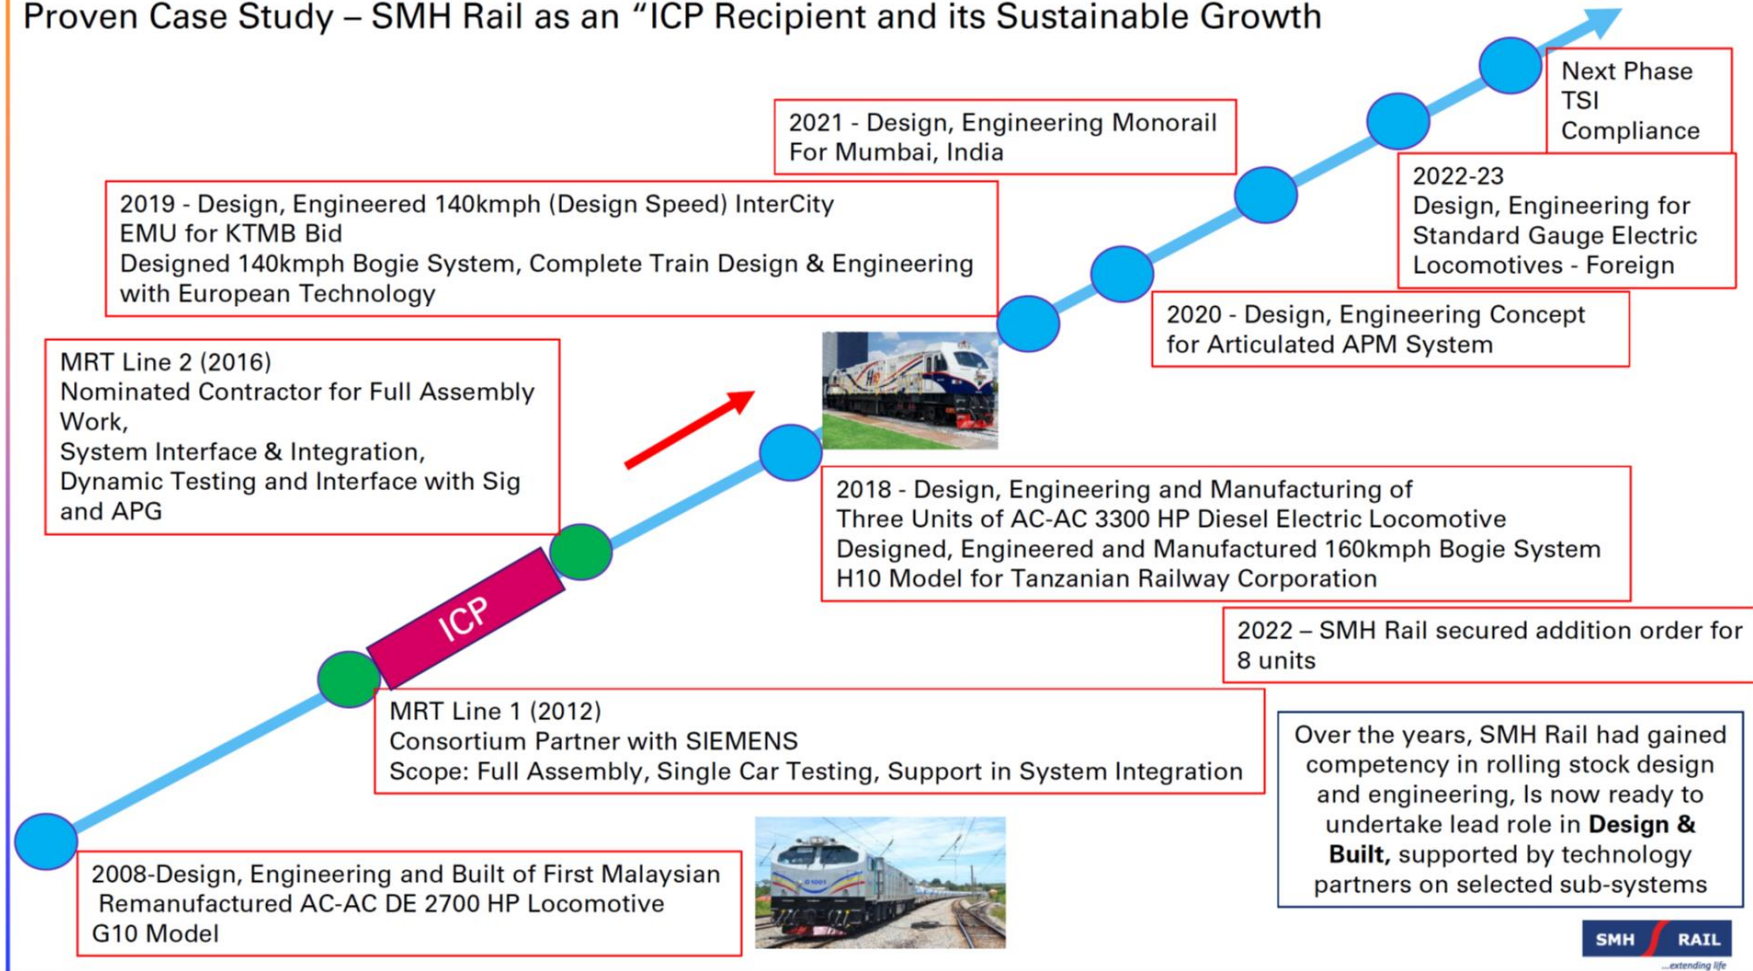 Proven Case Study – SMH Rail as an “ICP Recipient and its Sustainable Growth
Next Phase
TSI
Compliance
2021 - Design, Engineering Monorail
For Mumbai, India
2022-23
Design, Engineering for
Standard Gauge Electric
Locomotives - Foreign
2019 - Design, Engineered 140kmph (Design Speed) InterCity
EMU for KTMB Bid
Designed 140kmph Bogie System, Complete Train Design & Engineering
with European Technology
2020 - Design, Engineering Concept
for Articulated APM System
MRT Line 2 (2016)
Nominated Contractor for Full Assembly
Work,
System Interface & Integration,
Dynamic Testing and Interface with Sig
and APG
H10
2018 - Design, Engineering and Manufacturing of
Three Units of AC-AC 3300 HP Diesel Electric Locomotive
Designed, Engineered and Manufactured 160kmph Bogie System
H10 Model for Tanzanian Railway Corporation
ICP
2022 – SMH Rail secured addition order for
8 units
MRT Line 1 (2012)
Consortium Partner with SIEMENS
Scope: Full Assembly, Single Car Testing, Support in System Integration
Over the years, SMH Rail had gained
competency in rolling stock design
and engineering, Is now ready to
undertake lead role in Design &
Built, supported by technology
partners on selected sub-systems
2008-Design, Engineering and Built of First Malaysian
Remanufactured AC-AC DE 2700 HP Locomotive
G10 Model
SMH RAIL
...extending life